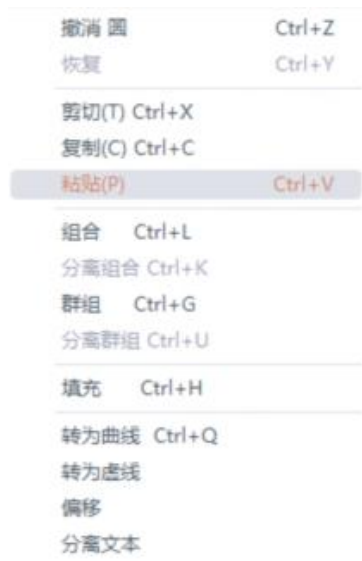 撤消 圆 Ctrl+Z
恢复 Ctrl+Y
剪切(T) Ctrl+X
复制(C) Ctrl+C
粘贴(P) Ctrl+V
组合 Ctrl+L
分离组合 Ctrl+K
群组 Ctrl+G
分离群组 Ctrl+U
填充 Ctrl+H
转为曲线 Ctrl+Q
转为虚线
偏移
分离文本